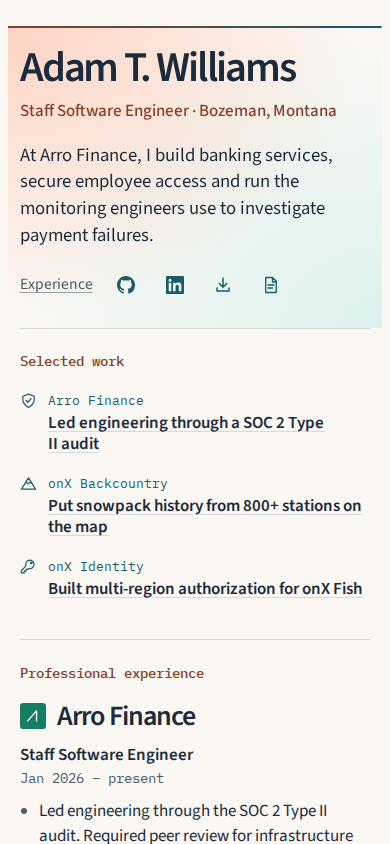 Adam T. Williams
Staff Software Engineer · Bozeman, Montana
At Arro Finance, I build banking services,
secure employee access and run the
monitoring engineers use to investigate
payment failures.
Experience
Selected work
Arro Finance
Led engineering through a SOC 2 Type
II audit
onX Backcountry
Put snowpack history from 800+ stations on
the map
onX Identity
Built multi-region authorization for onX Fish
Professional experience
Arro Finance
Staff Software Engineer
Jan 2026 – present
• Led engineering through the SOC 2 Type II
audit. Required peer review for infrastructure